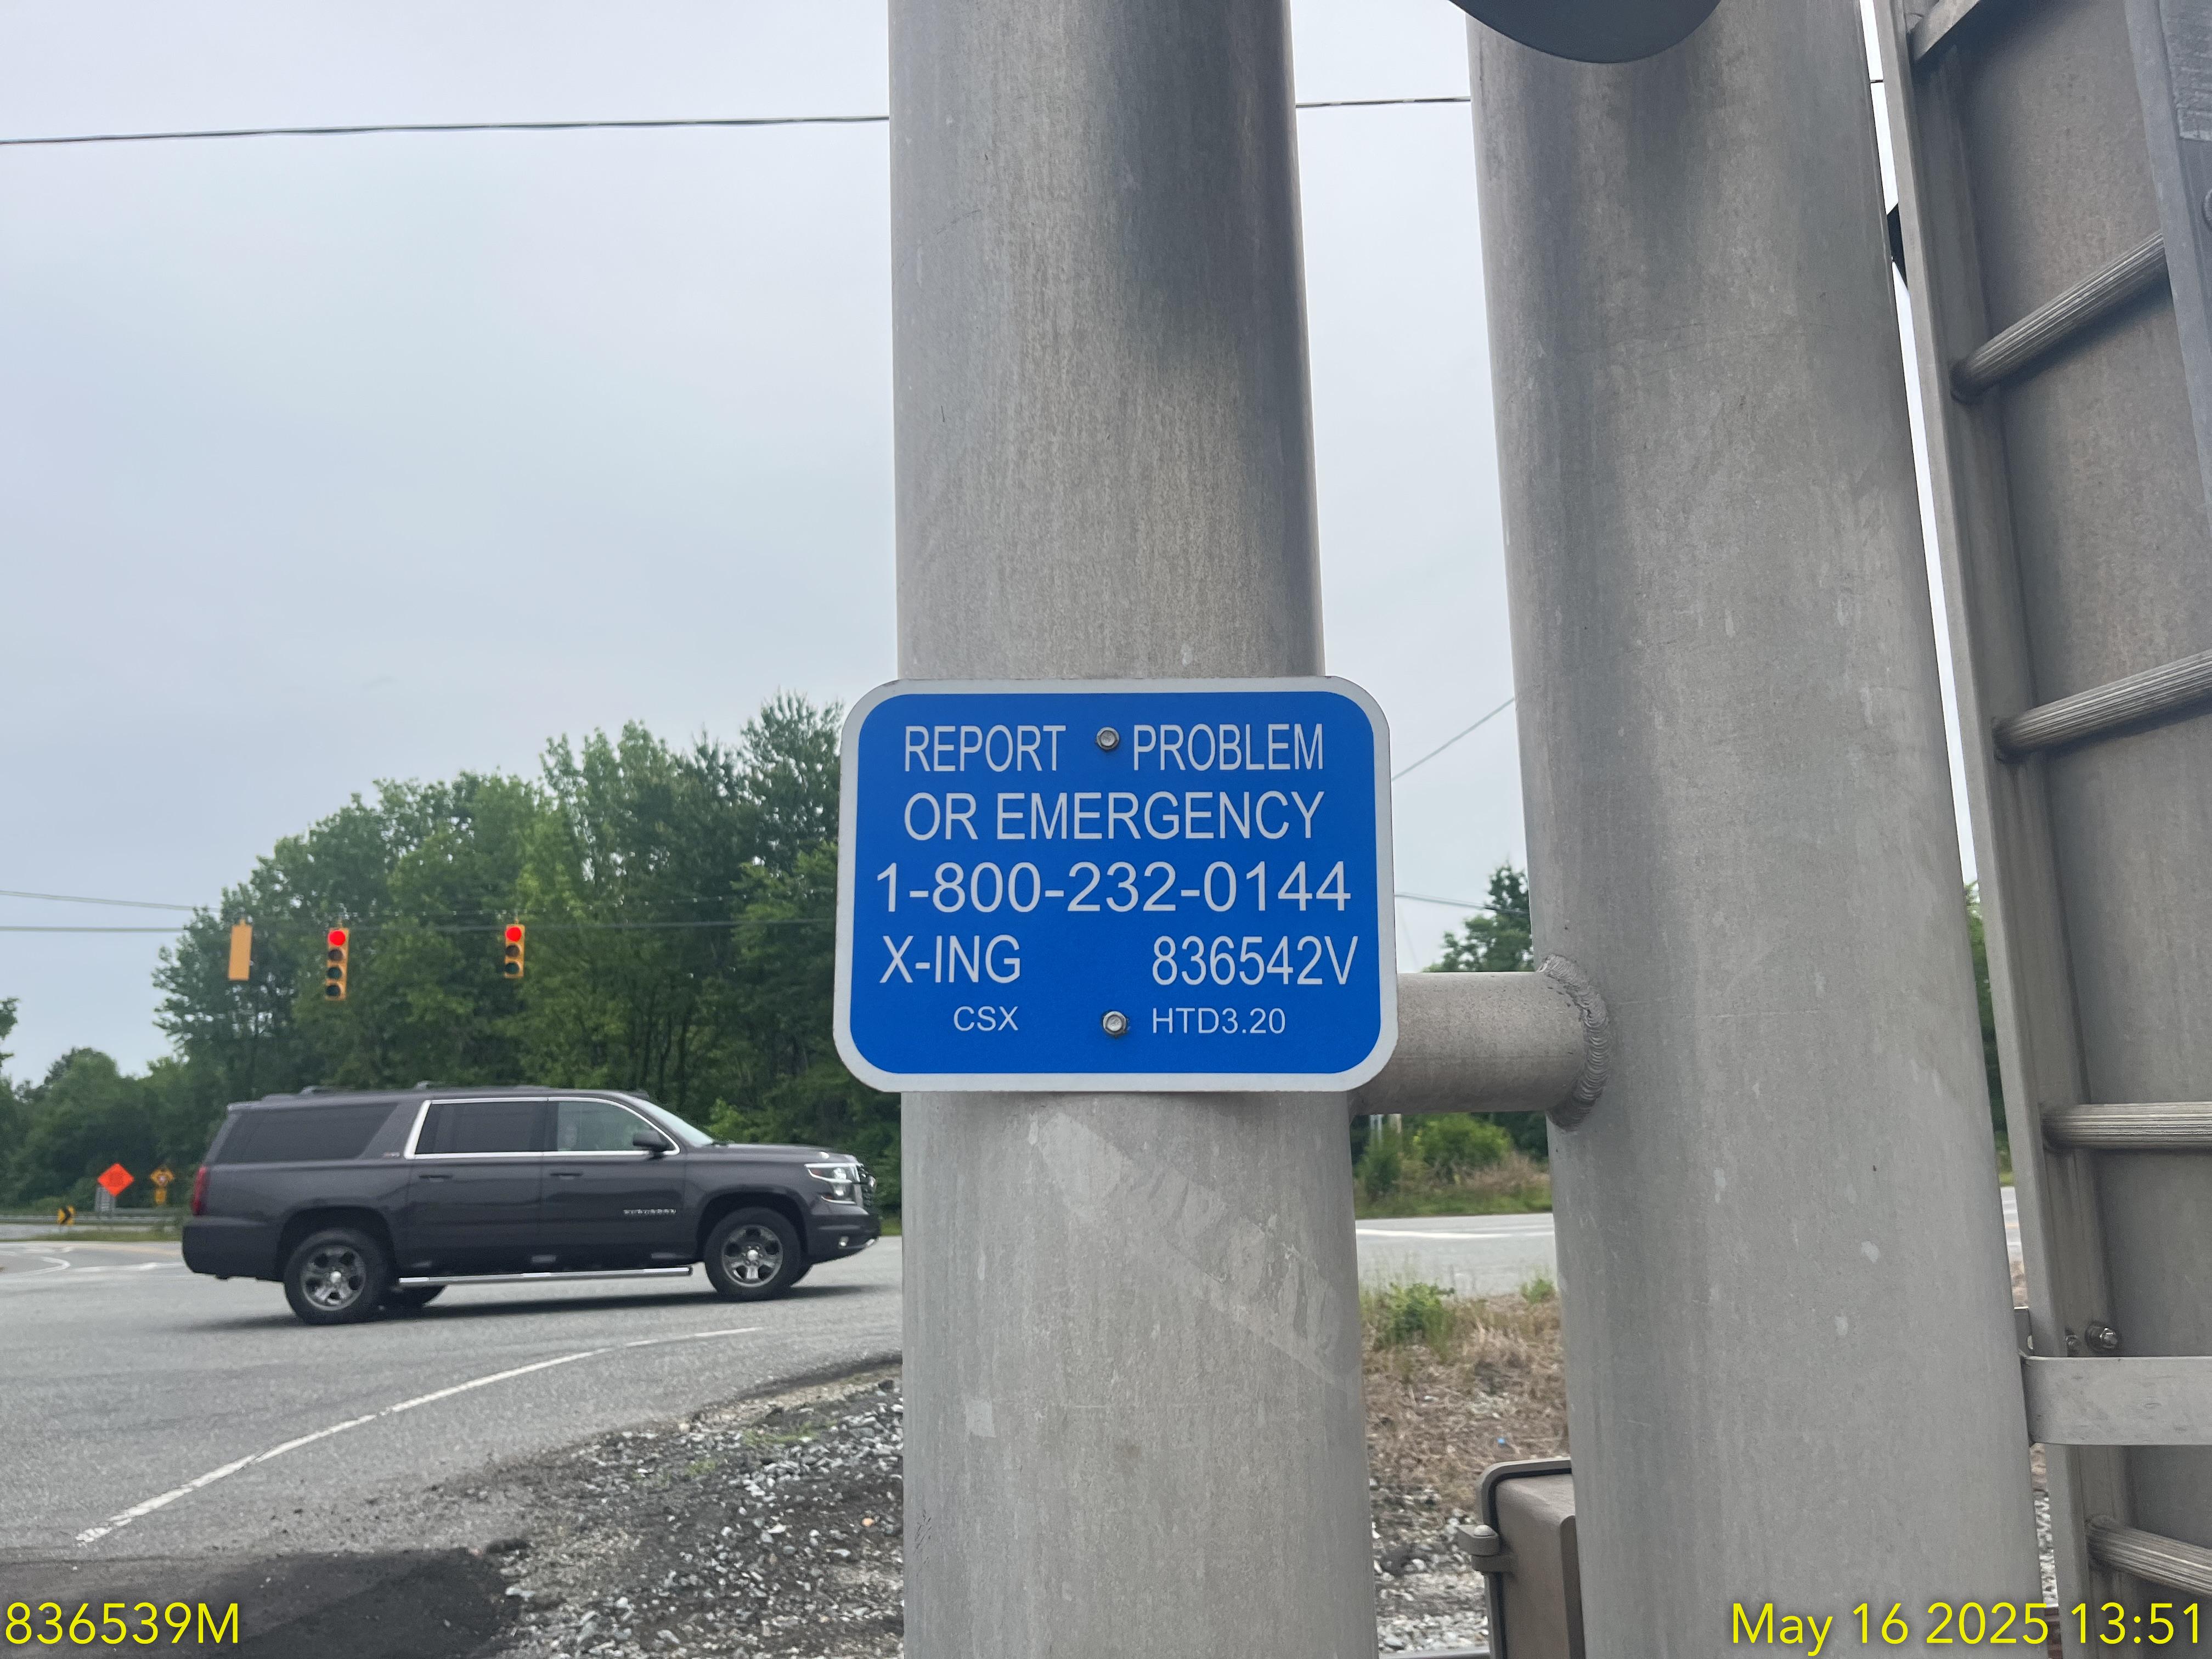 REPORT PROBLEM
OR EMERGENCY
1-800-232-0144
X-ING 836542V
CSX HTD3.20
SUBURBAN
836539M
May 16 2025 13:51